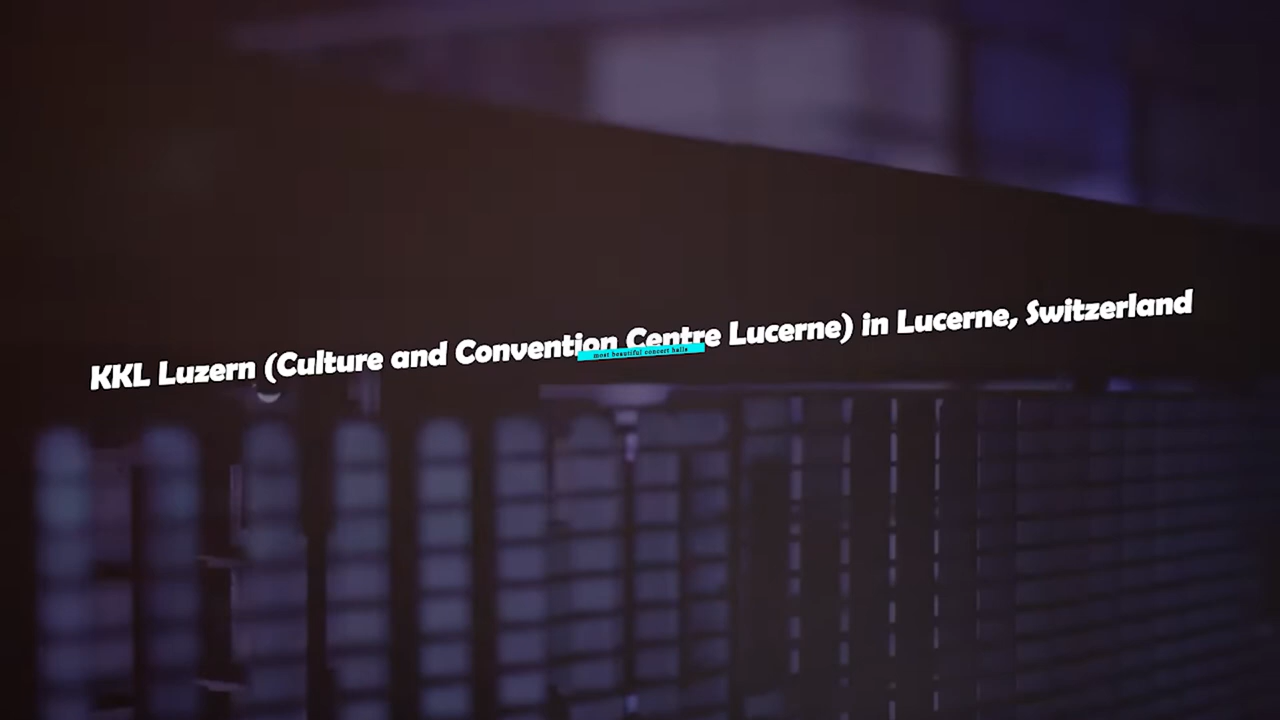 KKL Luzern (Culture and Convention Centre Lucerne) in Lucerne, Switzerland
most beautiful concert halls